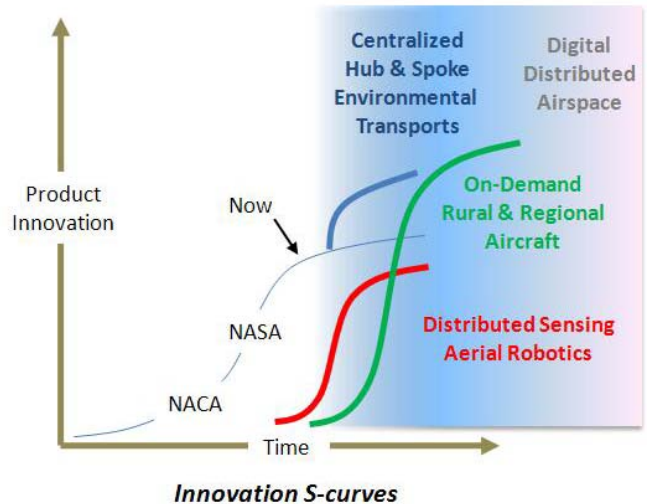 Centralized
Hub & Spoke
Environmental
Transports
Digital
Distributed
Airspace
Product
Innovation
Now
On-Demand
Rural & Regional
Aircraft
NASA
Distributed Sensing
Aerial Robotics
NACA
Time
Innovation S-curves